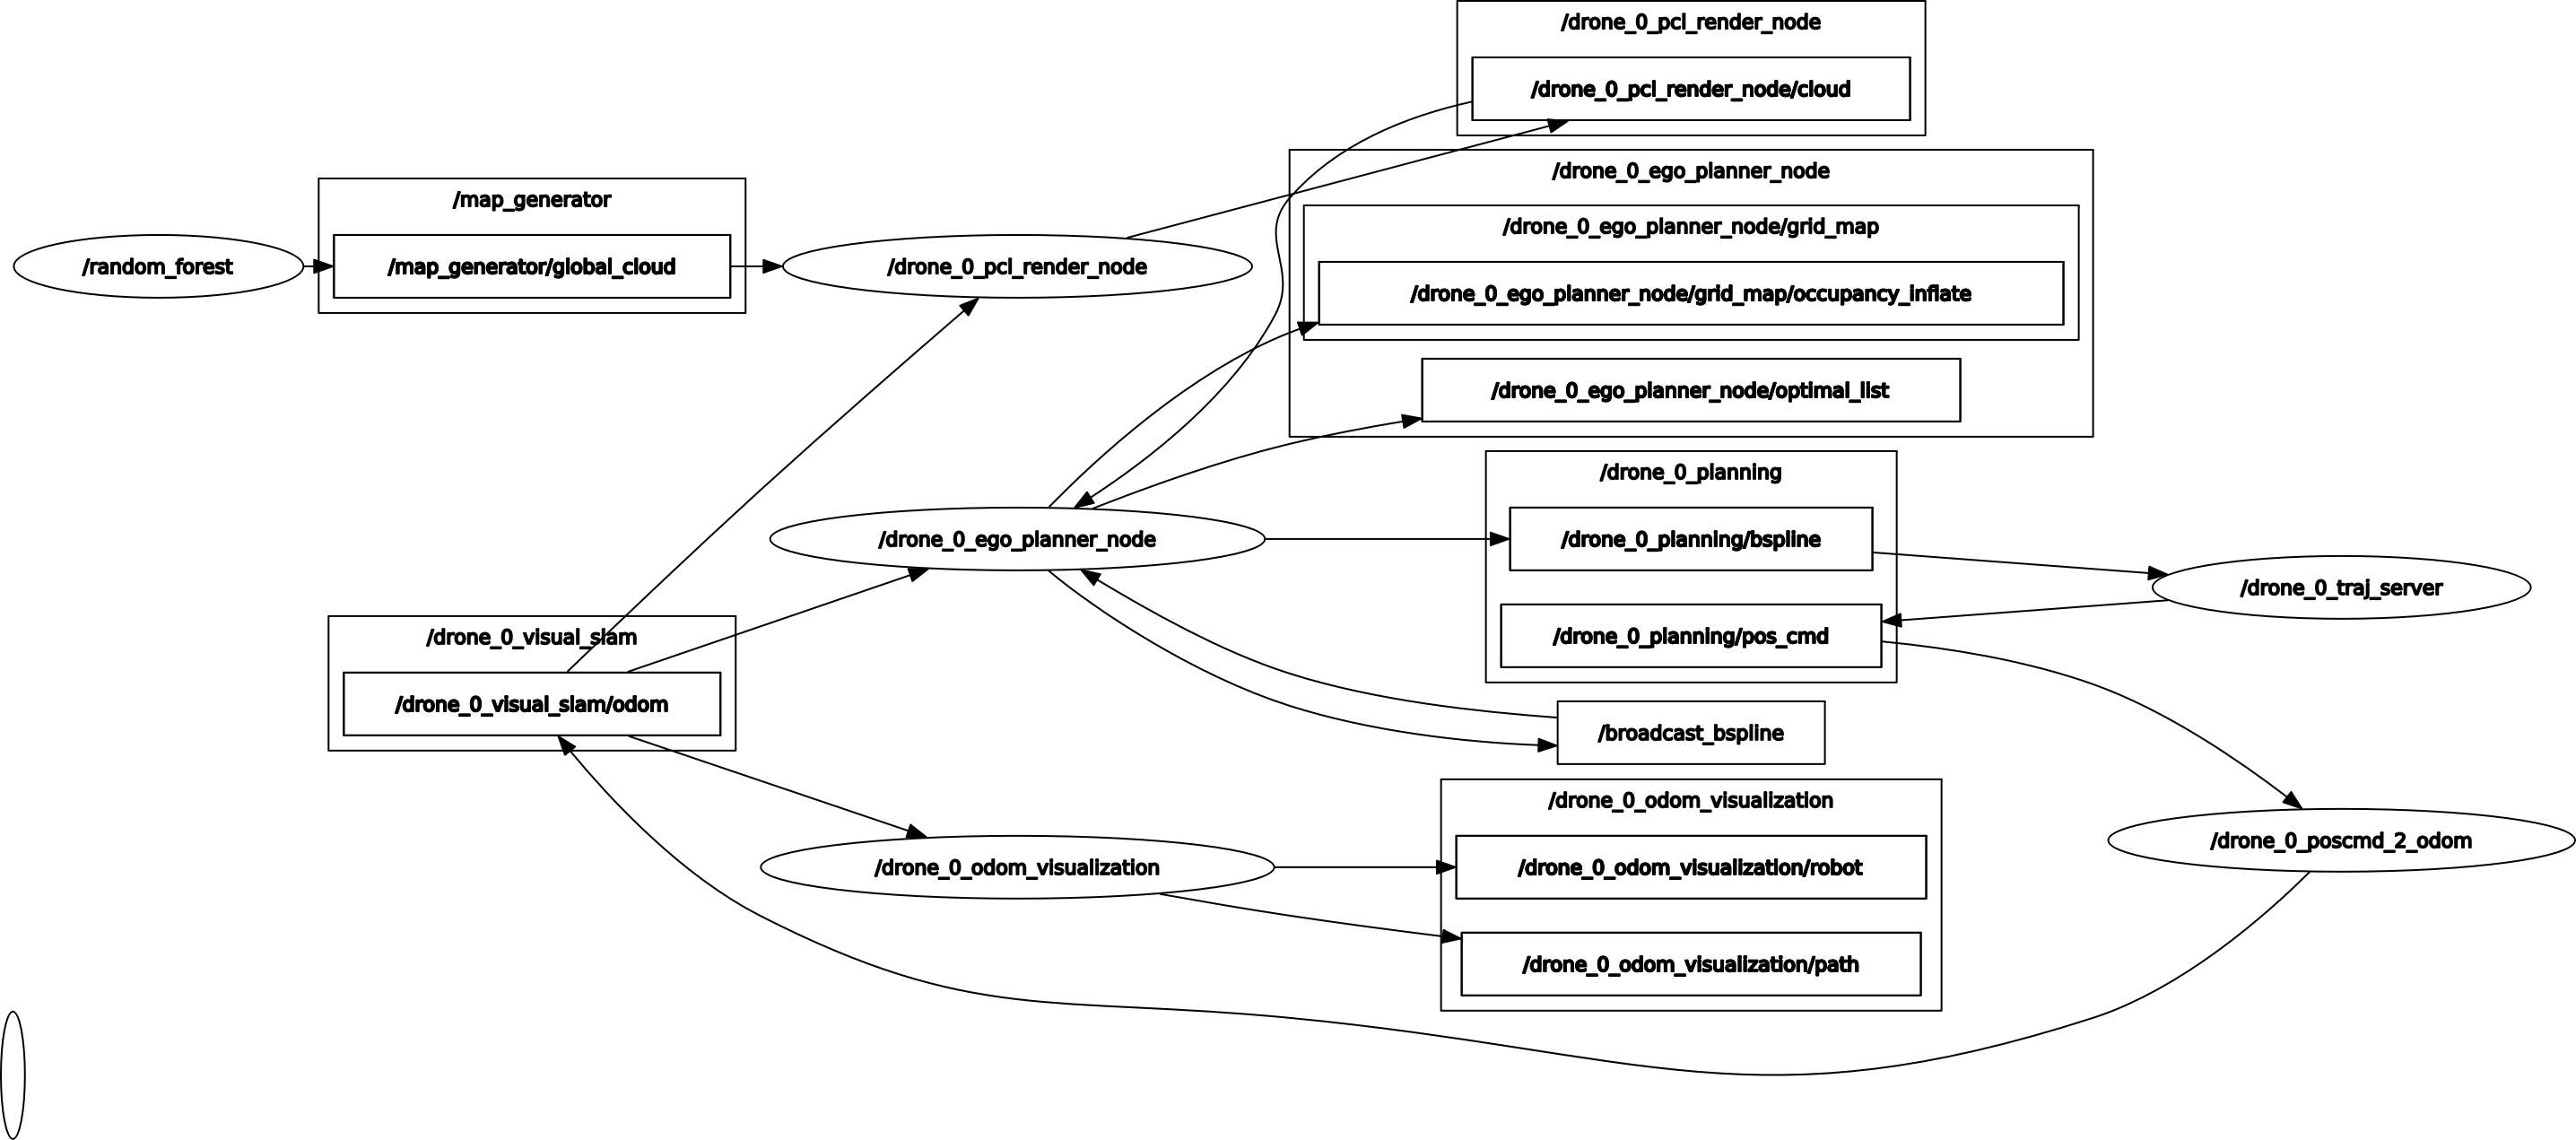 /drone_0_pcl_render_node
/drone_0_pcl_render_node/cloud
/drone_0_ego_planner_node
/map_generator
/drone_0_ego_planner_node/grid_map
/random_forest
/map_generator/global_cloud
/drone_0_pcl_render_node
/drone_0_ego_planner_node/grid_map/occupancy_inflate
/drone_0_ego_planner_node/optimal_list
/drone_0_planning
/drone_0_ego_planner_node
/drone_0_planning/bspline
/drone_0_traj_server
/drone_0_visual_slam
/drone_0_planning/pos_cmd
/drone_0_visual_slam/odom
/broadcast_bspline
/drone_0_odom_visualization
/drone_0_poscmd_2_odom
/drone_0_odom_visualization
/drone_0_odom_visualization/robot
/drone_0_odom_visualization/path